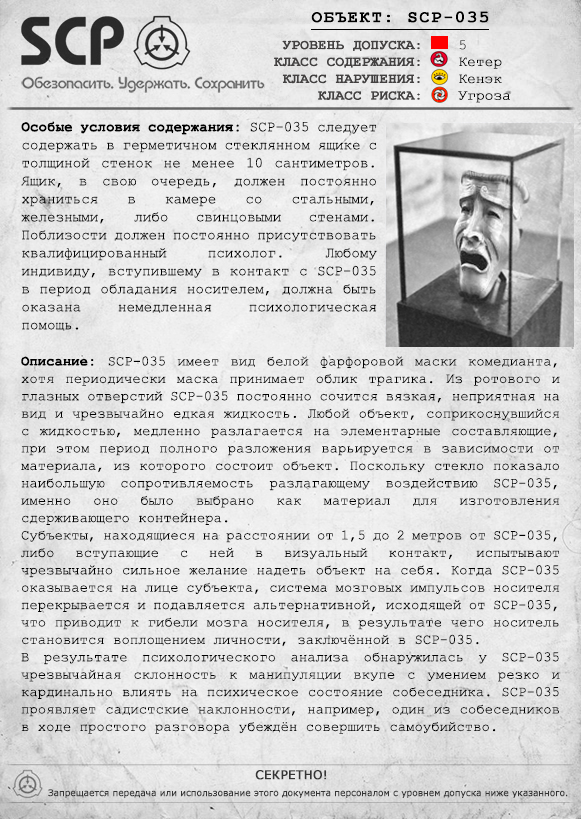 SCP
Обезопасить. Удержать. Сохранить
ОБЪЕКТ: SCP-035
УРОВЕНЬ ДОПУСКА: 5
КЛАСС СОДЕРЖАНИЯ: Кетер
КЛАСС НАРУШЕНИЯ: Кенэк
КЛАСС РИСКА: Угроза
Особые условия содержания: SCP-035 следует
содержать в герметичном стеклянном ящике с
толщиной стенок не менее 10 сантиметров.
Ящик, в свою очередь, должен постоянно
храниться в камере со стальными,
железными, либо свинцовыми стенами.
Поблизости должен постоянно присутствовать
квалифицированный психолог. Любому
индивиду, вступившему в контакт с SCP-035
в период обладания носителем, должна быть
оказана немедленная психологическая
помощь.
Описание: SCP-035 имеет вид белой фарфоровой маски комедианта,
хотя периодически маска принимает облик трагика. Из ротового и
глазных отверстий SCP-035 постоянно сочится вязкая, неприятная на
вид и чрезвычайно едкая жидкость. Любой объект, соприкоснувшийся
с жидкостью, медленно разлагается на элементарные составляющие,
при этом период полного разложения варьируется в зависимости от
материала, из которого состоит объект. Поскольку стекло показало
наибольшую сопротивляемость разлагающему воздействию SCP-035,
именно оно было выбрано как материал для изготовления
сдерживающего контейнера.
Субъекты, находящиеся на расстоянии от 1,5 до 2 метров от SCP-035,
либо вступающие с ней в визуальный контакт, испытывают
чрезвычайно сильное желание надеть объект на себя. Когда SCP-035
оказывается на лице субъекта, система мозговых импульсов носителя
перекрывается и подавляется альтернативной, исходящей от SCP-035,
что приводит к гибели мозга носителя, в результате чего носитель
становится воплощением личности, заключённой в SCP-035.
В результате психологического анализа обнаружилась у SCP-035
чрезвычайная склонность к манипуляции вкупе с умением резко и
кардинально влиять на психическое состояние собеседника. SCP-035
проявляет садистские наклонности, например, один из собеседников
в ходе простого разговора убеждён совершить самоубийство.
СЕКРЕТНО!
Запрещается передача или использование этого документа персоналом с уровнем допуска ниже указанного.